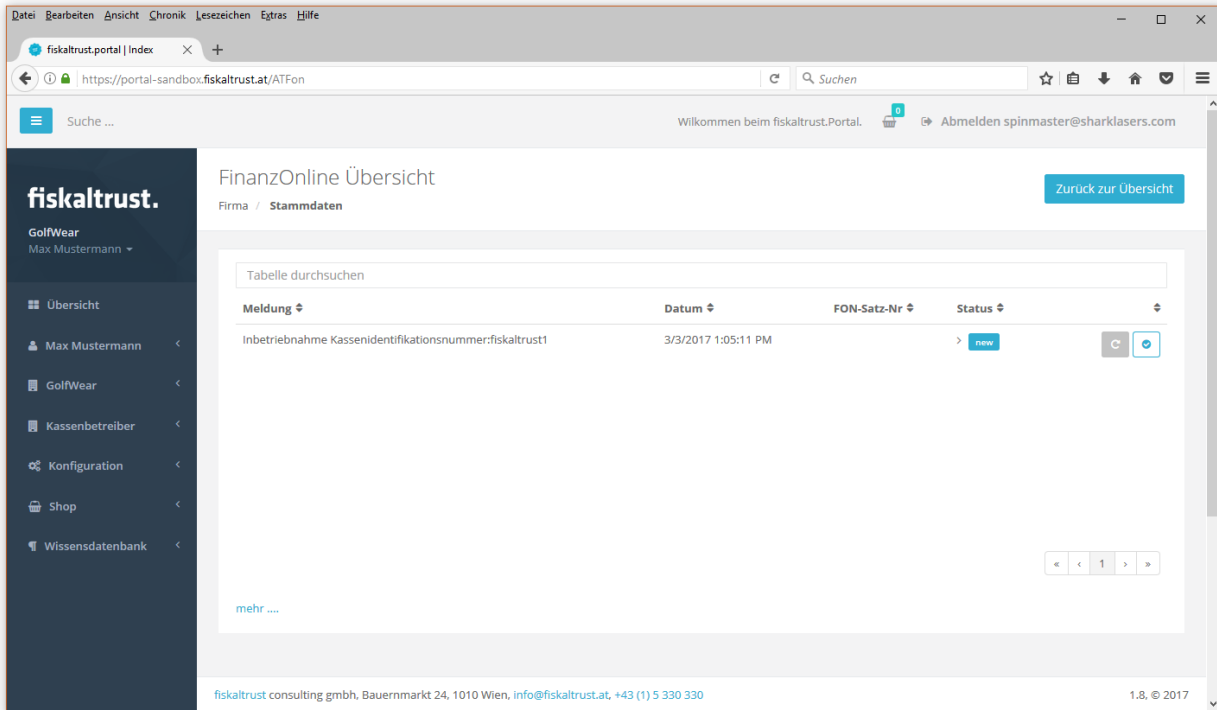 Datei Bearbeiten Ansicht Chronik Lesezeichen Extras Hilfe
fiskaltrust.portal | Index
https://portal-sandbox.fiskaltrust.at/ATFon
Suchen
Suche ...
Wilkommen beim fiskaltrust.Portal.
0
Abmelden spinmaster@sharklasers.com
fiskaltrust.
GolfWear
Max Mustermann
FinanzOnline Übersicht
Firma / Stammdaten
Zurück zur Übersicht
Übersicht
Max Mustermann
GolfWear
Kassenbetreiber
Konfiguration
Shop
Wissensdatenbank
Tabelle durchsuchen
Meldung Datum FON-Satz-Nr Status
Inbetriebnahme Kassenidentifikationsnummer:fiskaltrust1 3/3/2017 1:05:11 PM > new
« ‹ 1 › »
mehr ....
fiskaltrust consulting gmbh, Bauernmarkt 24, 1010 Wien, info@fiskaltrust.at, +43 (1) 5 330 330
1.8, © 2017